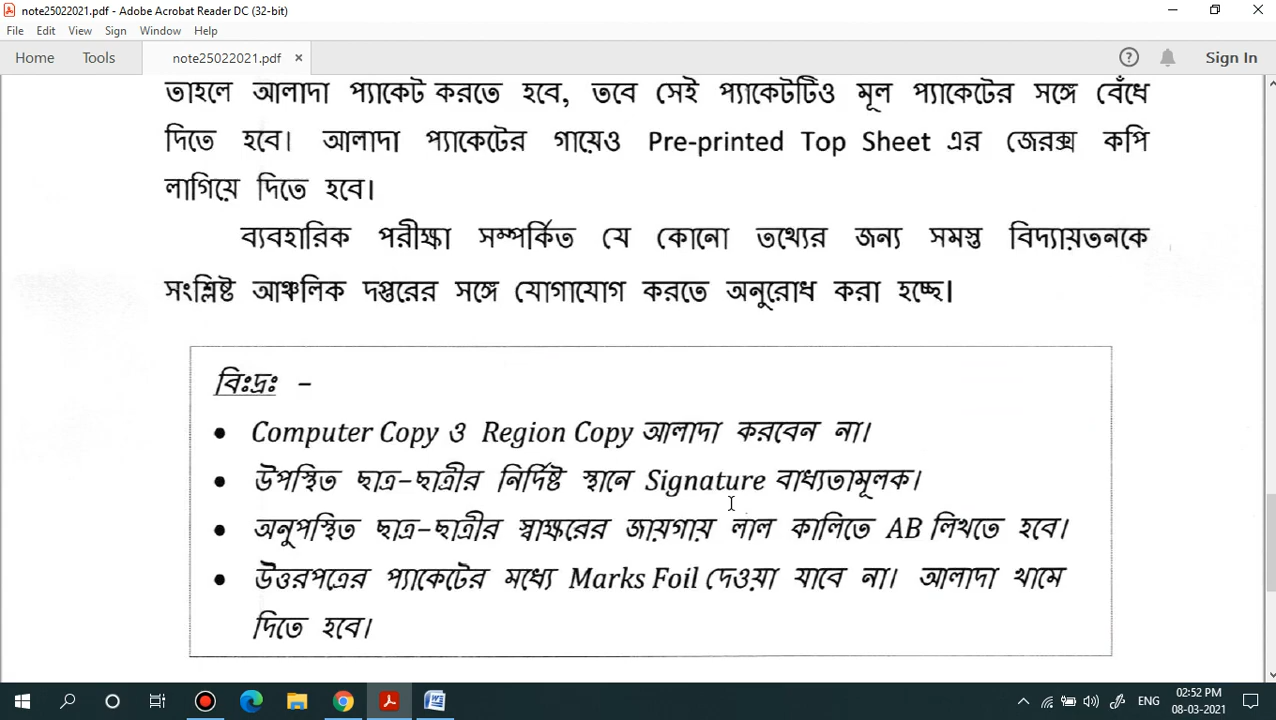 note25022021.pdf - Adobe Acrobat Reader DC (32-bit)
File Edit View Sign Window Help
Home Tools note25022021.pdf × Sign In
তাহলে আলাদা প্যাকেট করতে হবে, তবে সেই প্যাকেটটিও মূল প্যাকেটের সঙ্গে বেঁধে
দিতে হবে। আলাদা প্যাকেটের গায়েও Pre-printed Top Sheet এর জেরক্স কপি
লাগিয়ে দিতে হবে।
ব্যবহারিক পরীক্ষা সম্পর্কিত যে কোনো তথ্যের জন্য সমস্ত বিদ্যায়তনকে
সংশ্লিষ্ট আঞ্চলিক দপ্তরের সঙ্গে যোগাযোগ করতে অনুরোধ করা হচ্ছে।
বিঃদ্রঃ –
• Computer Copy ও Region Copy আলাদা করবেন না।
• উপস্থিত ছাত্র-ছাত্রীর নির্দিষ্ট স্থানে Signature বাধ্যতামূলক।
• অনুপস্থিত ছাত্র-ছাত্রীর স্বাক্ষরের জায়গায় লাল কালিতে AB লিখতে হবে।
• উত্তরপত্রের প্যাকেটের মধ্যে Marks Foil দেওয়া যাবে না। আলাদা খামে
দিতে হবে।
ENG 02:52 PM
08-03-2021